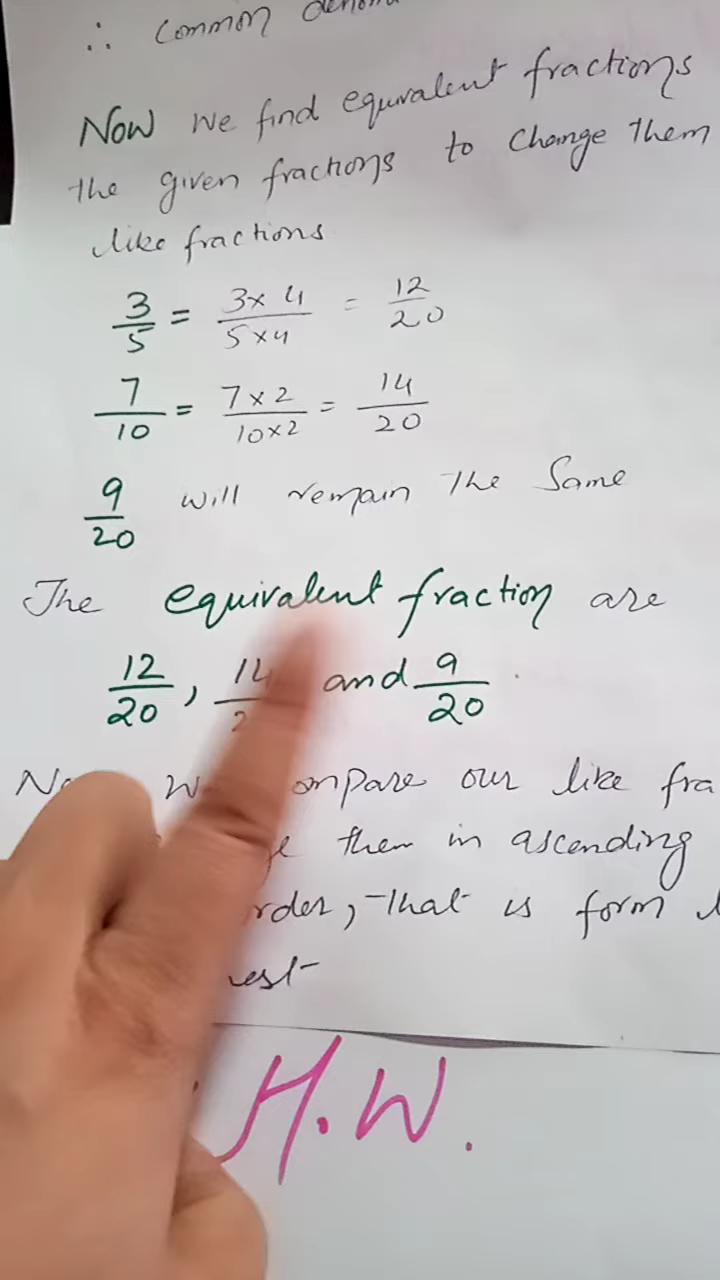 ∴ Common
Now we find equivalent fractions
the given fractions to change them
like fractions
3/5 = 3×4/5×4 = 12/20
7/10 = 7×2/10×2 = 14/20
9/20 will remain the Same
The equivalent fraction are
12/20, 14/2 and 9/20
our like
them in ascending
that is form
H.W.